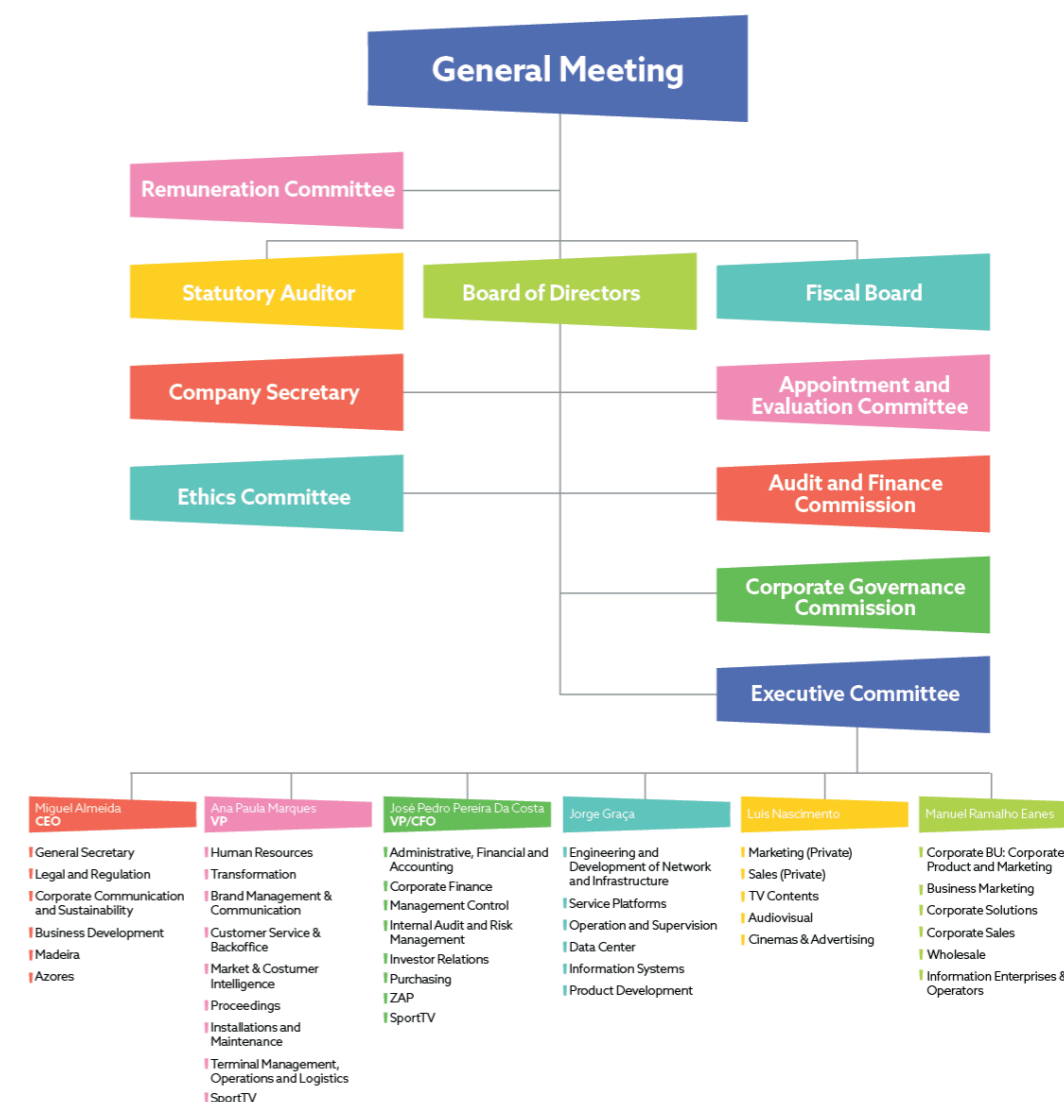 General Meeting
Remuneration Committee
Statutory Auditor
Board of Directors
Fiscal Board
Company Secretary
Appointment and
Evaluation Committee
Ethics Committee
Audit and Finance
Commission
Corporate Governance
Commission
Executive Committee
Miguel Almeida
CEO
General Secretary
Legal and Regulation
Corporate Communication
and Sustainability
Business Development
Madeira
Azores
Ana Paula Marques
VP
Human Resources
Transformation
Brand Management &
Communication
Customer Service &
Backoffice
Market & Costumer
Intelligence
Proceedings
Installations and
Maintenance
Terminal Management,
Operations and Logistics
SportTV
José Pedro Pereira Da Costa
VP/CFO
Administrative, Financial and
Accounting
Corporate Finance
Management Control
Internal Audit and Risk
Management
Investor Relations
Purchasing
ZAP
SportTV
Jorge Graça
Engineering and
Development of Network
and Infrastructure
Service Platforms
Operation and Supervision
Data Center
Information Systems
Product Development
Luís Nascimento
Marketing (Private)
Sales (Private)
TV Contents
Audiovisual
Cinemas & Advertising
Manuel Ramalho Eanes
Corporate BU: Corporate
Product and Marketing
Business Marketing
Corporate Solutions
Corporate Sales
Wholesale
Information Enterprises &
Operators